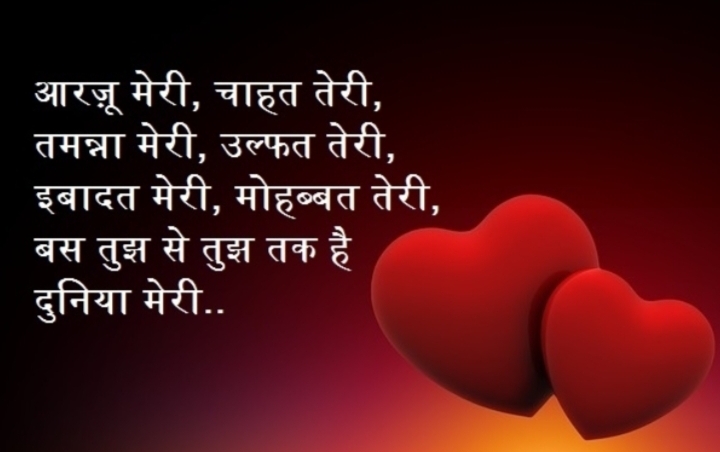 आरज़ू मेरी, चाहत तेरी,
तमन्ना मेरी, उल्फत तेरी,
इबादत मेरी, मोहब्बत तेरी,
बस तुझ से तुझ तक है
दुनिया मेरी..